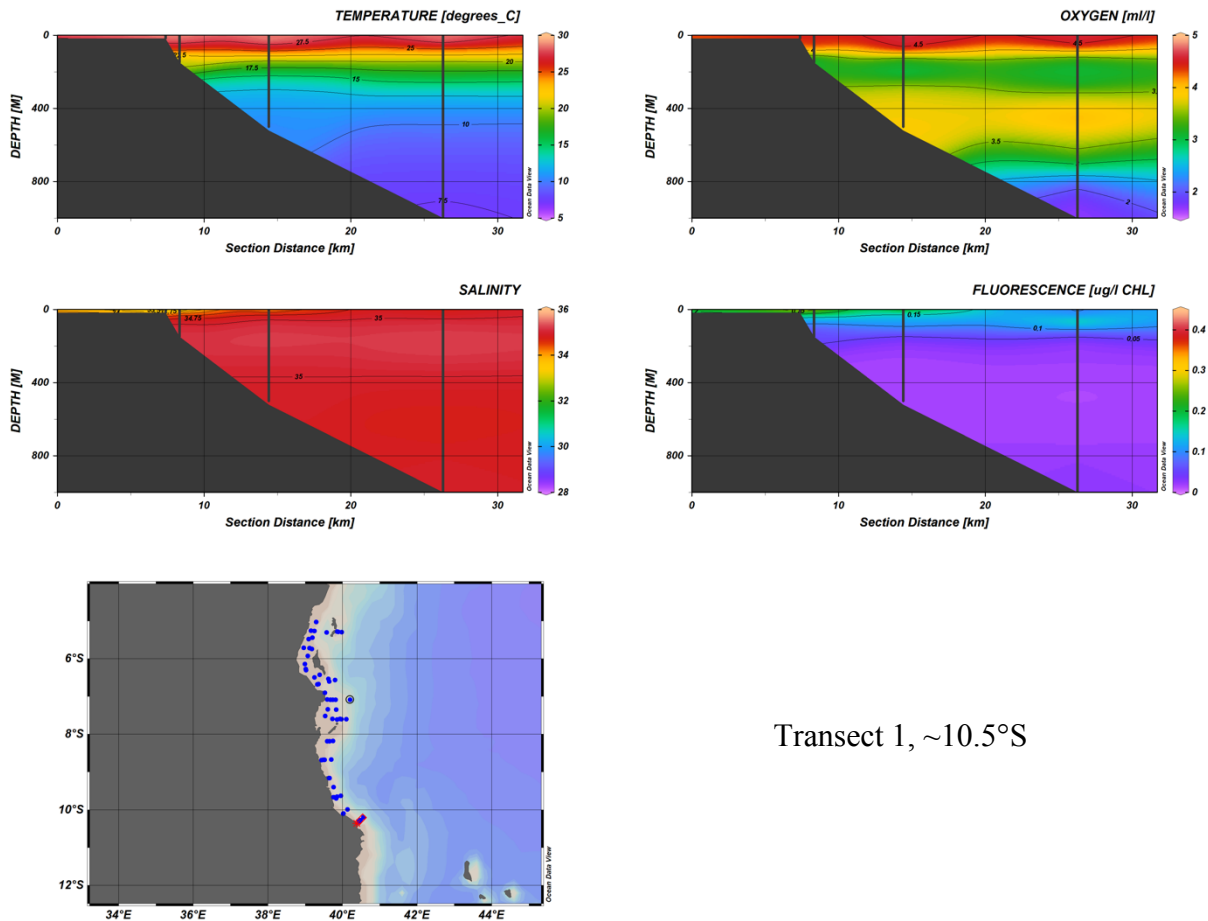 TEMPERATURE [degrees_C]
0
400
800
DEPTH [M]
27.5
25
20
17.5
15
10
7.5
30
25
20
15
10
5
Ocean Data View
0 10 20 30
Section Distance [km]
OXYGEN [ml/l]
0
400
800
DEPTH [M]
4.5
4.5
3.5
2
5
4
3
2
Ocean Data View
0 10 20 30
Section Distance [km]
SALINITY
0
400
800
DEPTH [M]
34.75
35
35
36
34
32
30
28
Ocean Data View
0 10 20 30
Section Distance [km]
FLUORESCENCE [ug/l CHL]
0
400
800
DEPTH [M]
0.15
0.1
0.05
0.4
0.3
0.2
0.1
0
Ocean Data View
0 10 20 30
Section Distance [km]
6°S
8°S
10°S
12°S
34°E 36°E 38°E 40°E 42°E 44°E
Ocean Data View
Transect 1, ~10.5°S